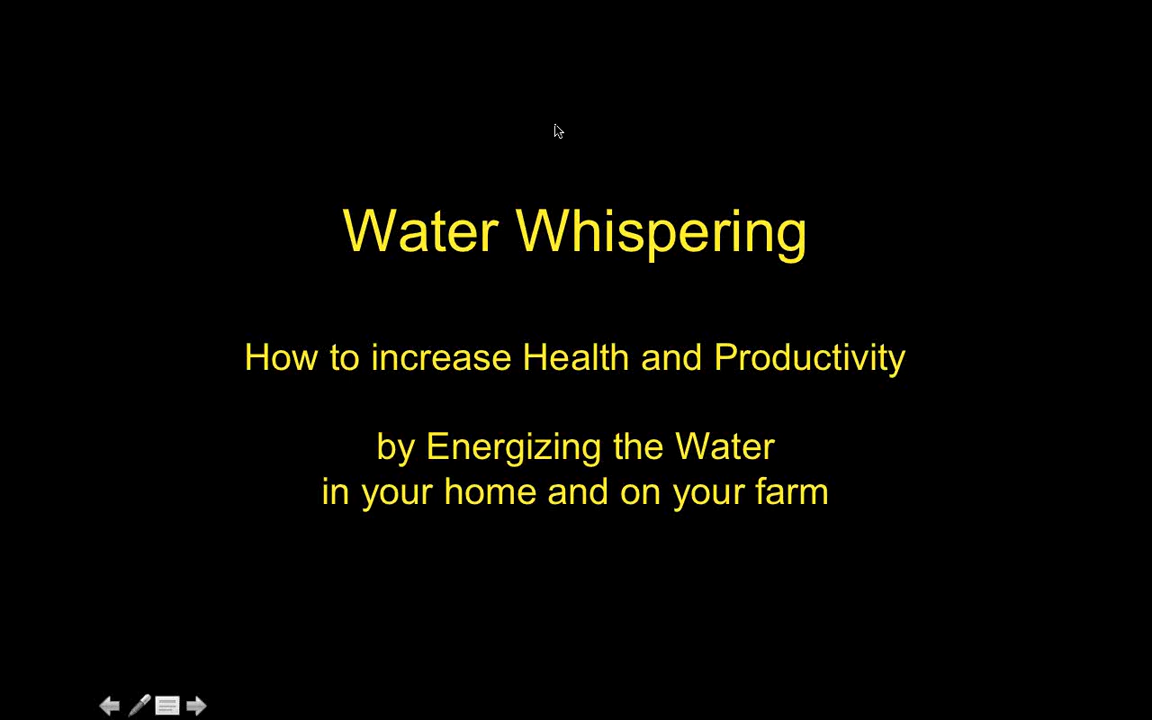 Water Whispering
How to increase Health and Productivity
by Energizing the Water
in your home and on your farm